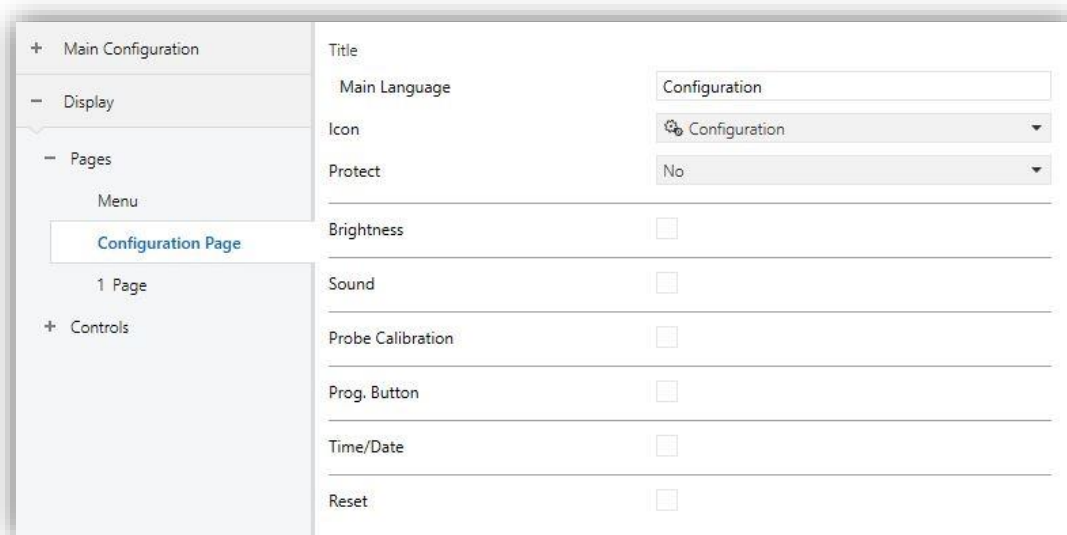 + Main Configuration
− Display
− Pages
Menu
Configuration Page
1 Page
+ Controls
Title
Main Language Configuration
Icon Configuration
Protect No
Brightness
Sound
Probe Calibration
Prog. Button
Time/Date
Reset